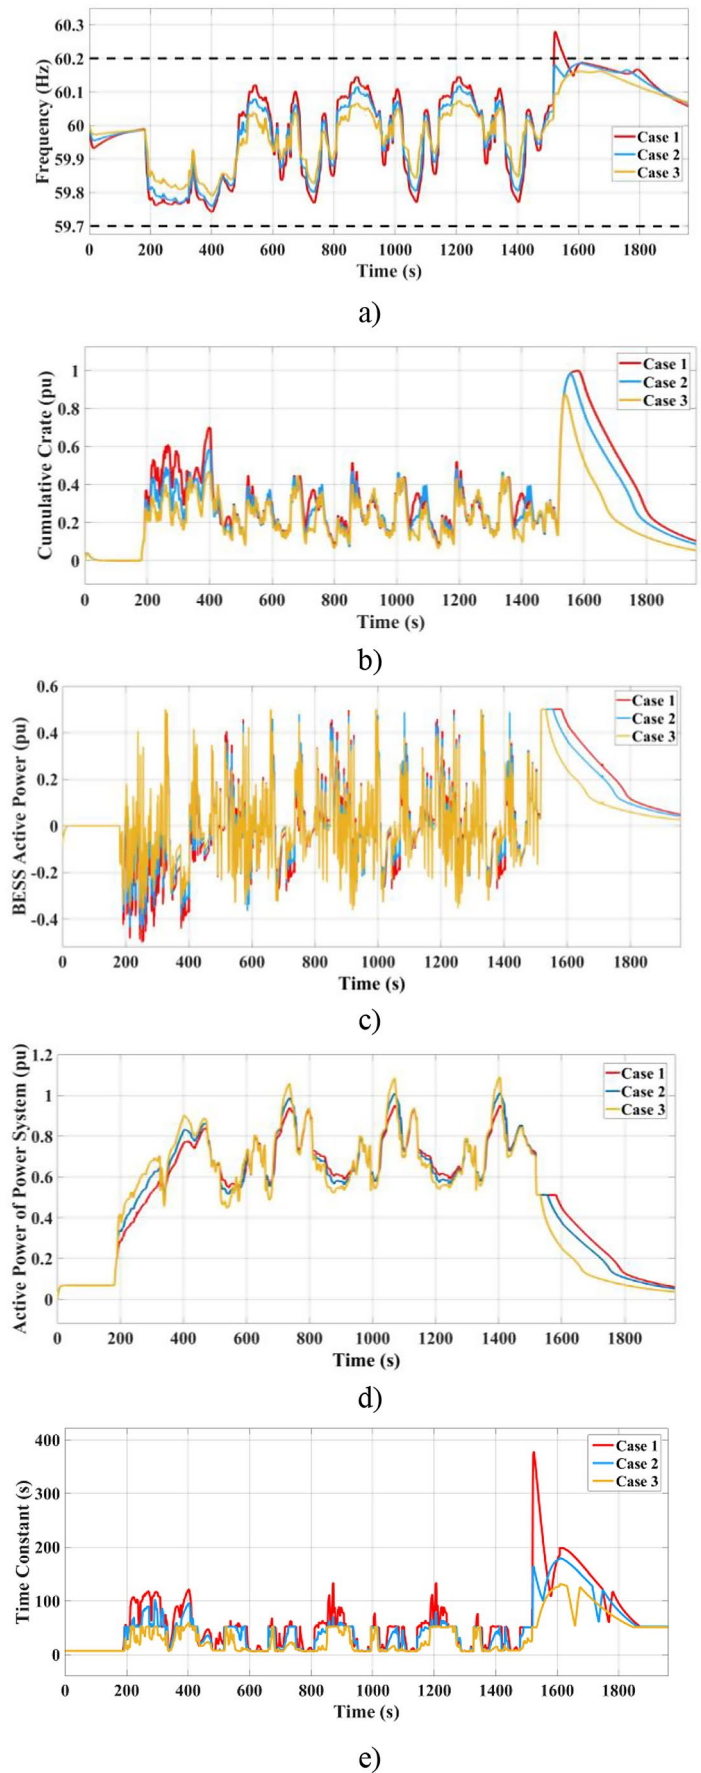 60.3
60.2
60.1
60
59.9
59.8
59.7
Frequency (Hz)
Case 1
Case 2
Case 3
0 200 400 600 800 1000 1200 1400 1600 1800
Time (s)
a)
1
0.8
0.6
0.4
0.2
0
Cumulative Crate (pu)
Case 1
Case 2
Case 3
0 200 400 600 800 1000 1200 1400 1600 1800
Time (s)
b)
0.6
0.4
0.2
0
-0.2
-0.4
BESS Active Power (pu)
Case 1
Case 2
Case 3
0 200 400 600 800 1000 1200 1400 1600 1800
Time (s)
c)
1.2
1
0.8
0.6
0.4
0.2
0
Active Power of Power System (pu)
Case 1
Case 2
Case 3
0 200 400 600 800 1000 1200 1400 1600 1800
Time (s)
d)
400
300
200
100
0
Time Constant (s)
Case 1
Case 2
Case 3
0 200 400 600 800 1000 1200 1400 1600 1800
Time (s)
e)